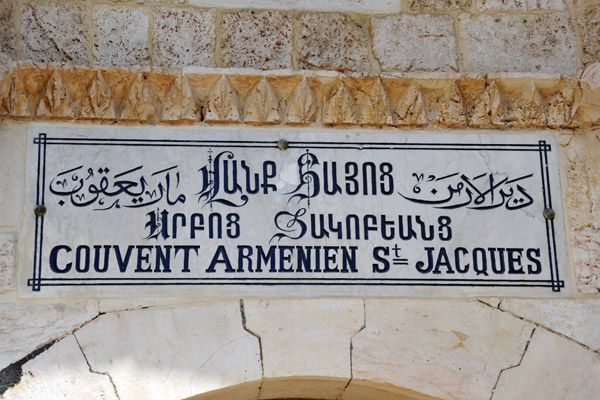 دير الارمن
ՎԱՆՔ ՀԱՅՈՑ
مار يعقوب
ՍՐԲՈՑ ՅԱԿՈԲԵԱՆՑ
COUVENT ARMENIEN St JACQUES